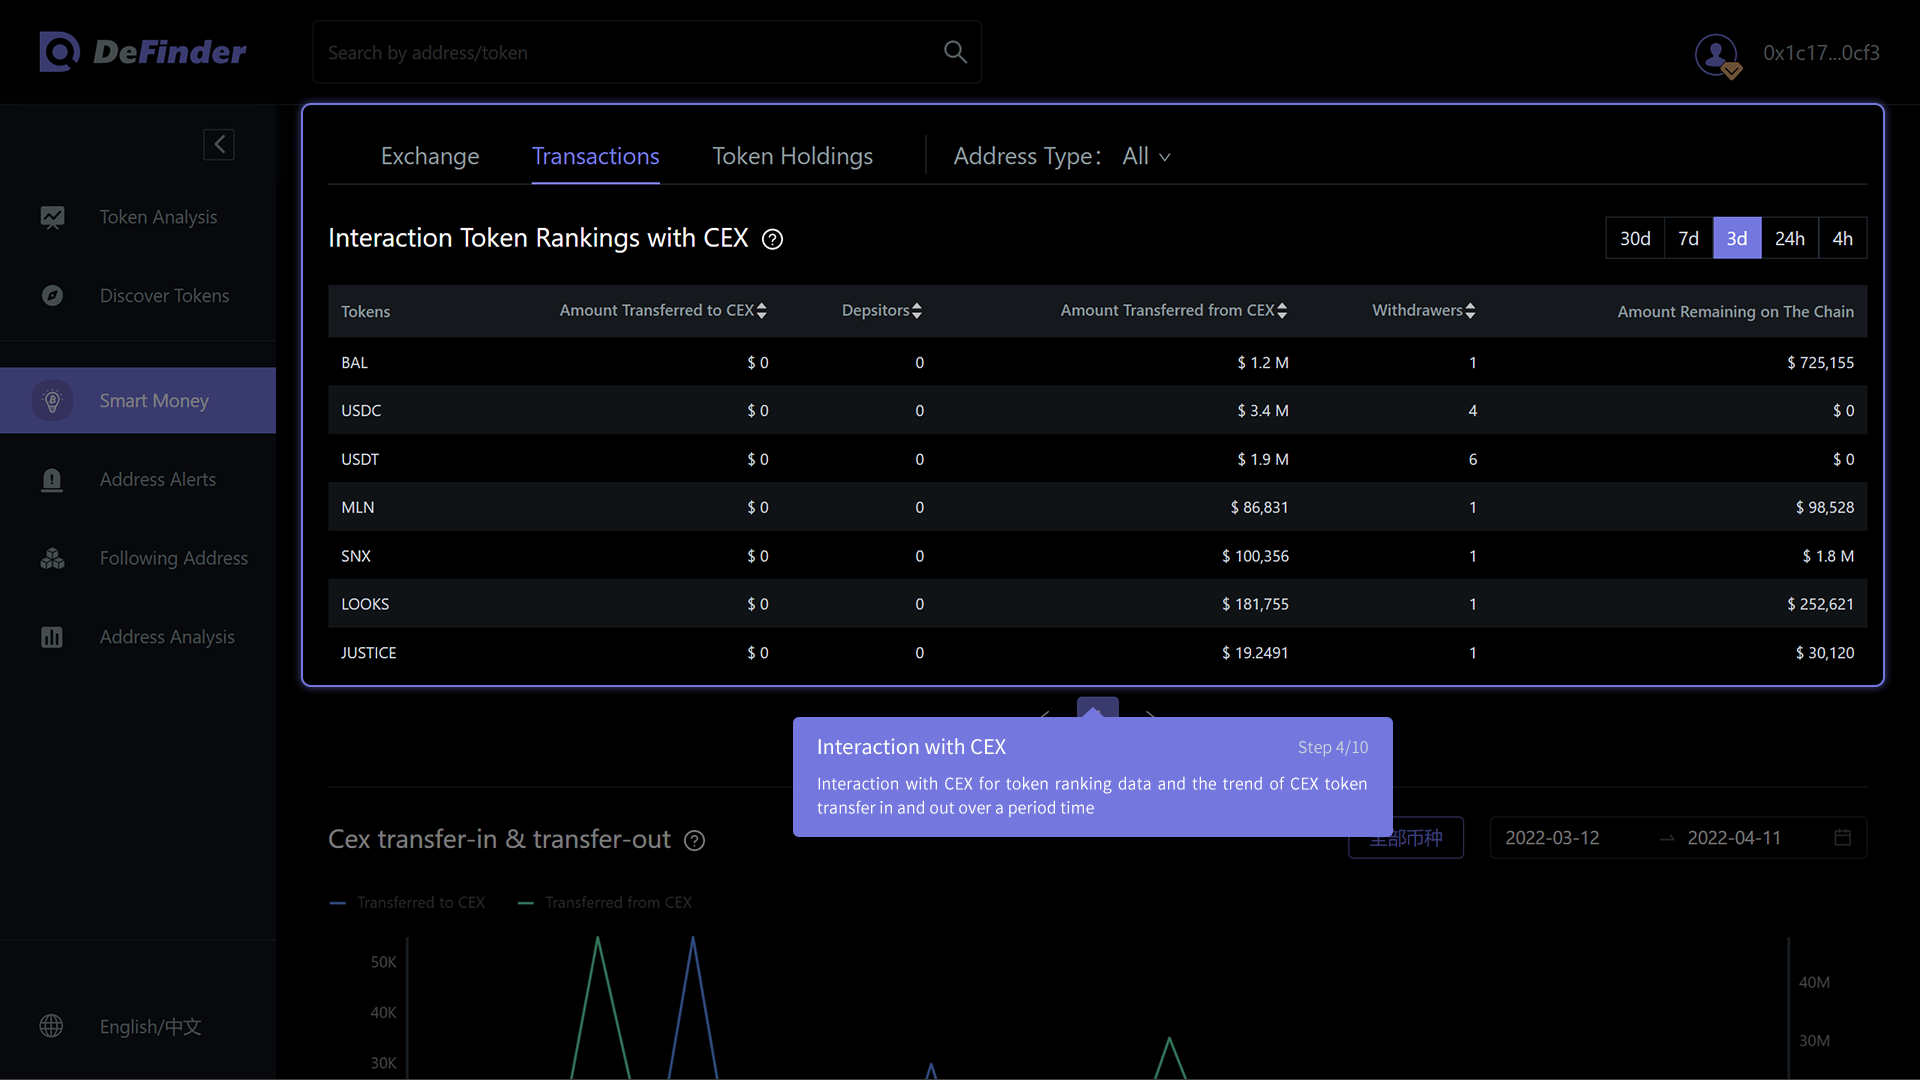 DeFinder
Search by address/token
0x1c17...0cf3
Exchange Transactions Token Holdings Address Type： All
Token Analysis
Discover Tokens
Smart Money
Address Alerts
Following Address
Address Analysis
English/中文
Interaction Token Rankings with CEX ?
30d 7d 3d 24h 4h
Tokens Amount Transferred to CEX Depsitors Amount Transferred from CEX Withdrawers Amount Remaining on The Chain
BAL $ 0 0 $ 1.2 M 1 $ 725,155
USDC $ 0 0 $ 3.4 M 4 $ 0
USDT $ 0 0 $ 1.9 M 6 $ 0
MLN $ 0 0 $ 86,831 1 $ 98,528
SNX $ 0 0 $ 100,356 1 $ 1.8 M
LOOKS $ 0 0 $ 181,755 1 $ 252,621
JUSTICE $ 0 0 $ 19.2491 1 $ 30,120
Interaction with CEX Step 4/10
Interaction with CEX for token ranking data and the trend of CEX token
transfer in and out over a period time
Cex transfer-in & transfer-out ?
全部币种 2022-03-12 → 2022-04-11
Transferred to CEX Transferred from CEX
50K
40K
30K
40M
30M